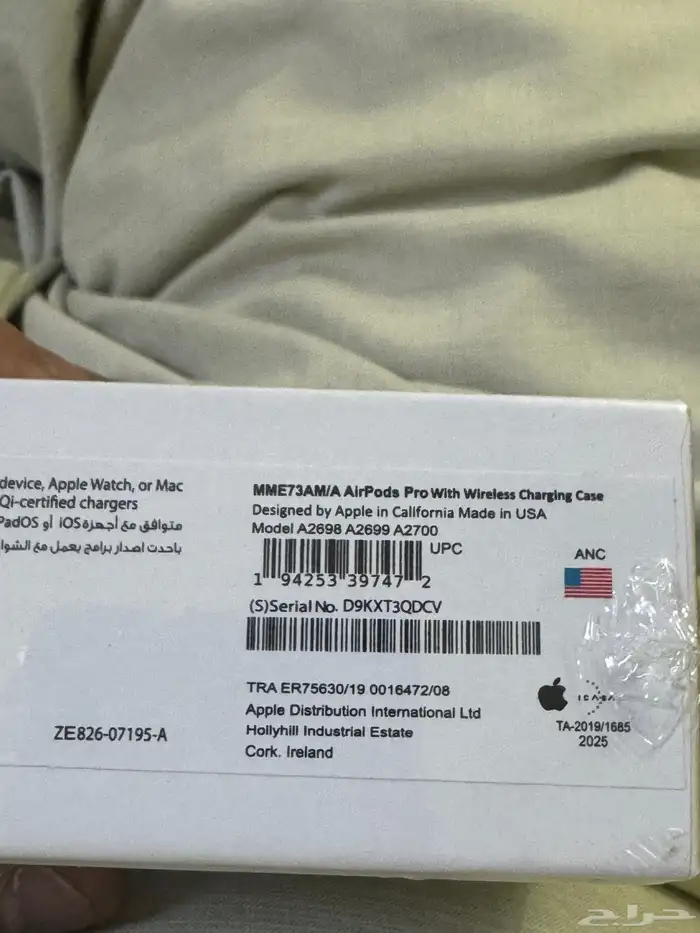 device, Apple Watch, or Mac
Qi-certified chargers
متوافق مع أجهزة iOS أو PadOS
باحدث اصدار برامج بعمل مع الشوا
ZE826-07195-A
MME73AM/A AirPods Pro With Wireless Charging Case
Designed by Apple in California Made in USA
Model A2698 A2699 A2700
UPC
1 94253 39747 2
(S)Serial No. D9KXT3QDCV
TRA ER75630/19 0016472/08
Apple Distribution International Ltd
Hollyhill Industrial Estate
Cork. Ireland
ANC
ICASA
TA-2019/1685
2025
حراج